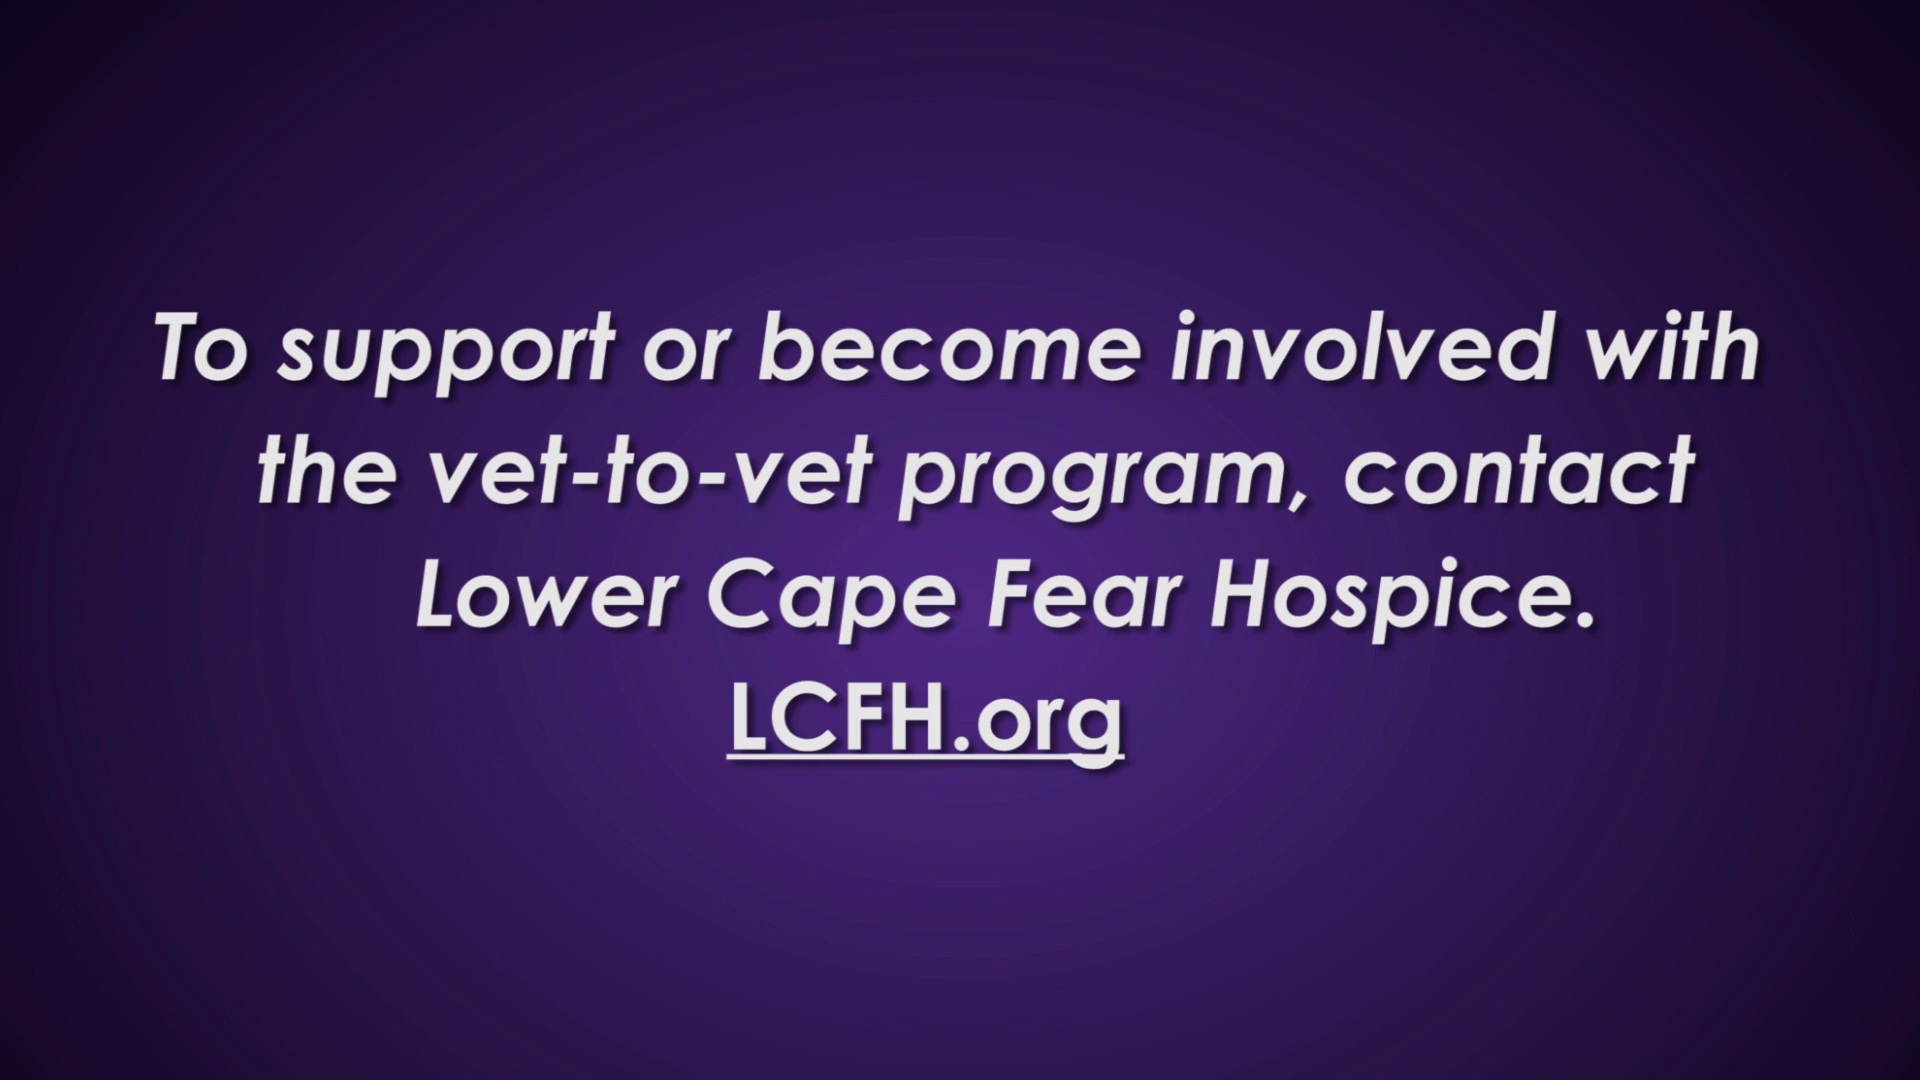 To support or become involved with
the vet-to-vet program, contact
Lower Cape Fear Hospice.
LCFH.org